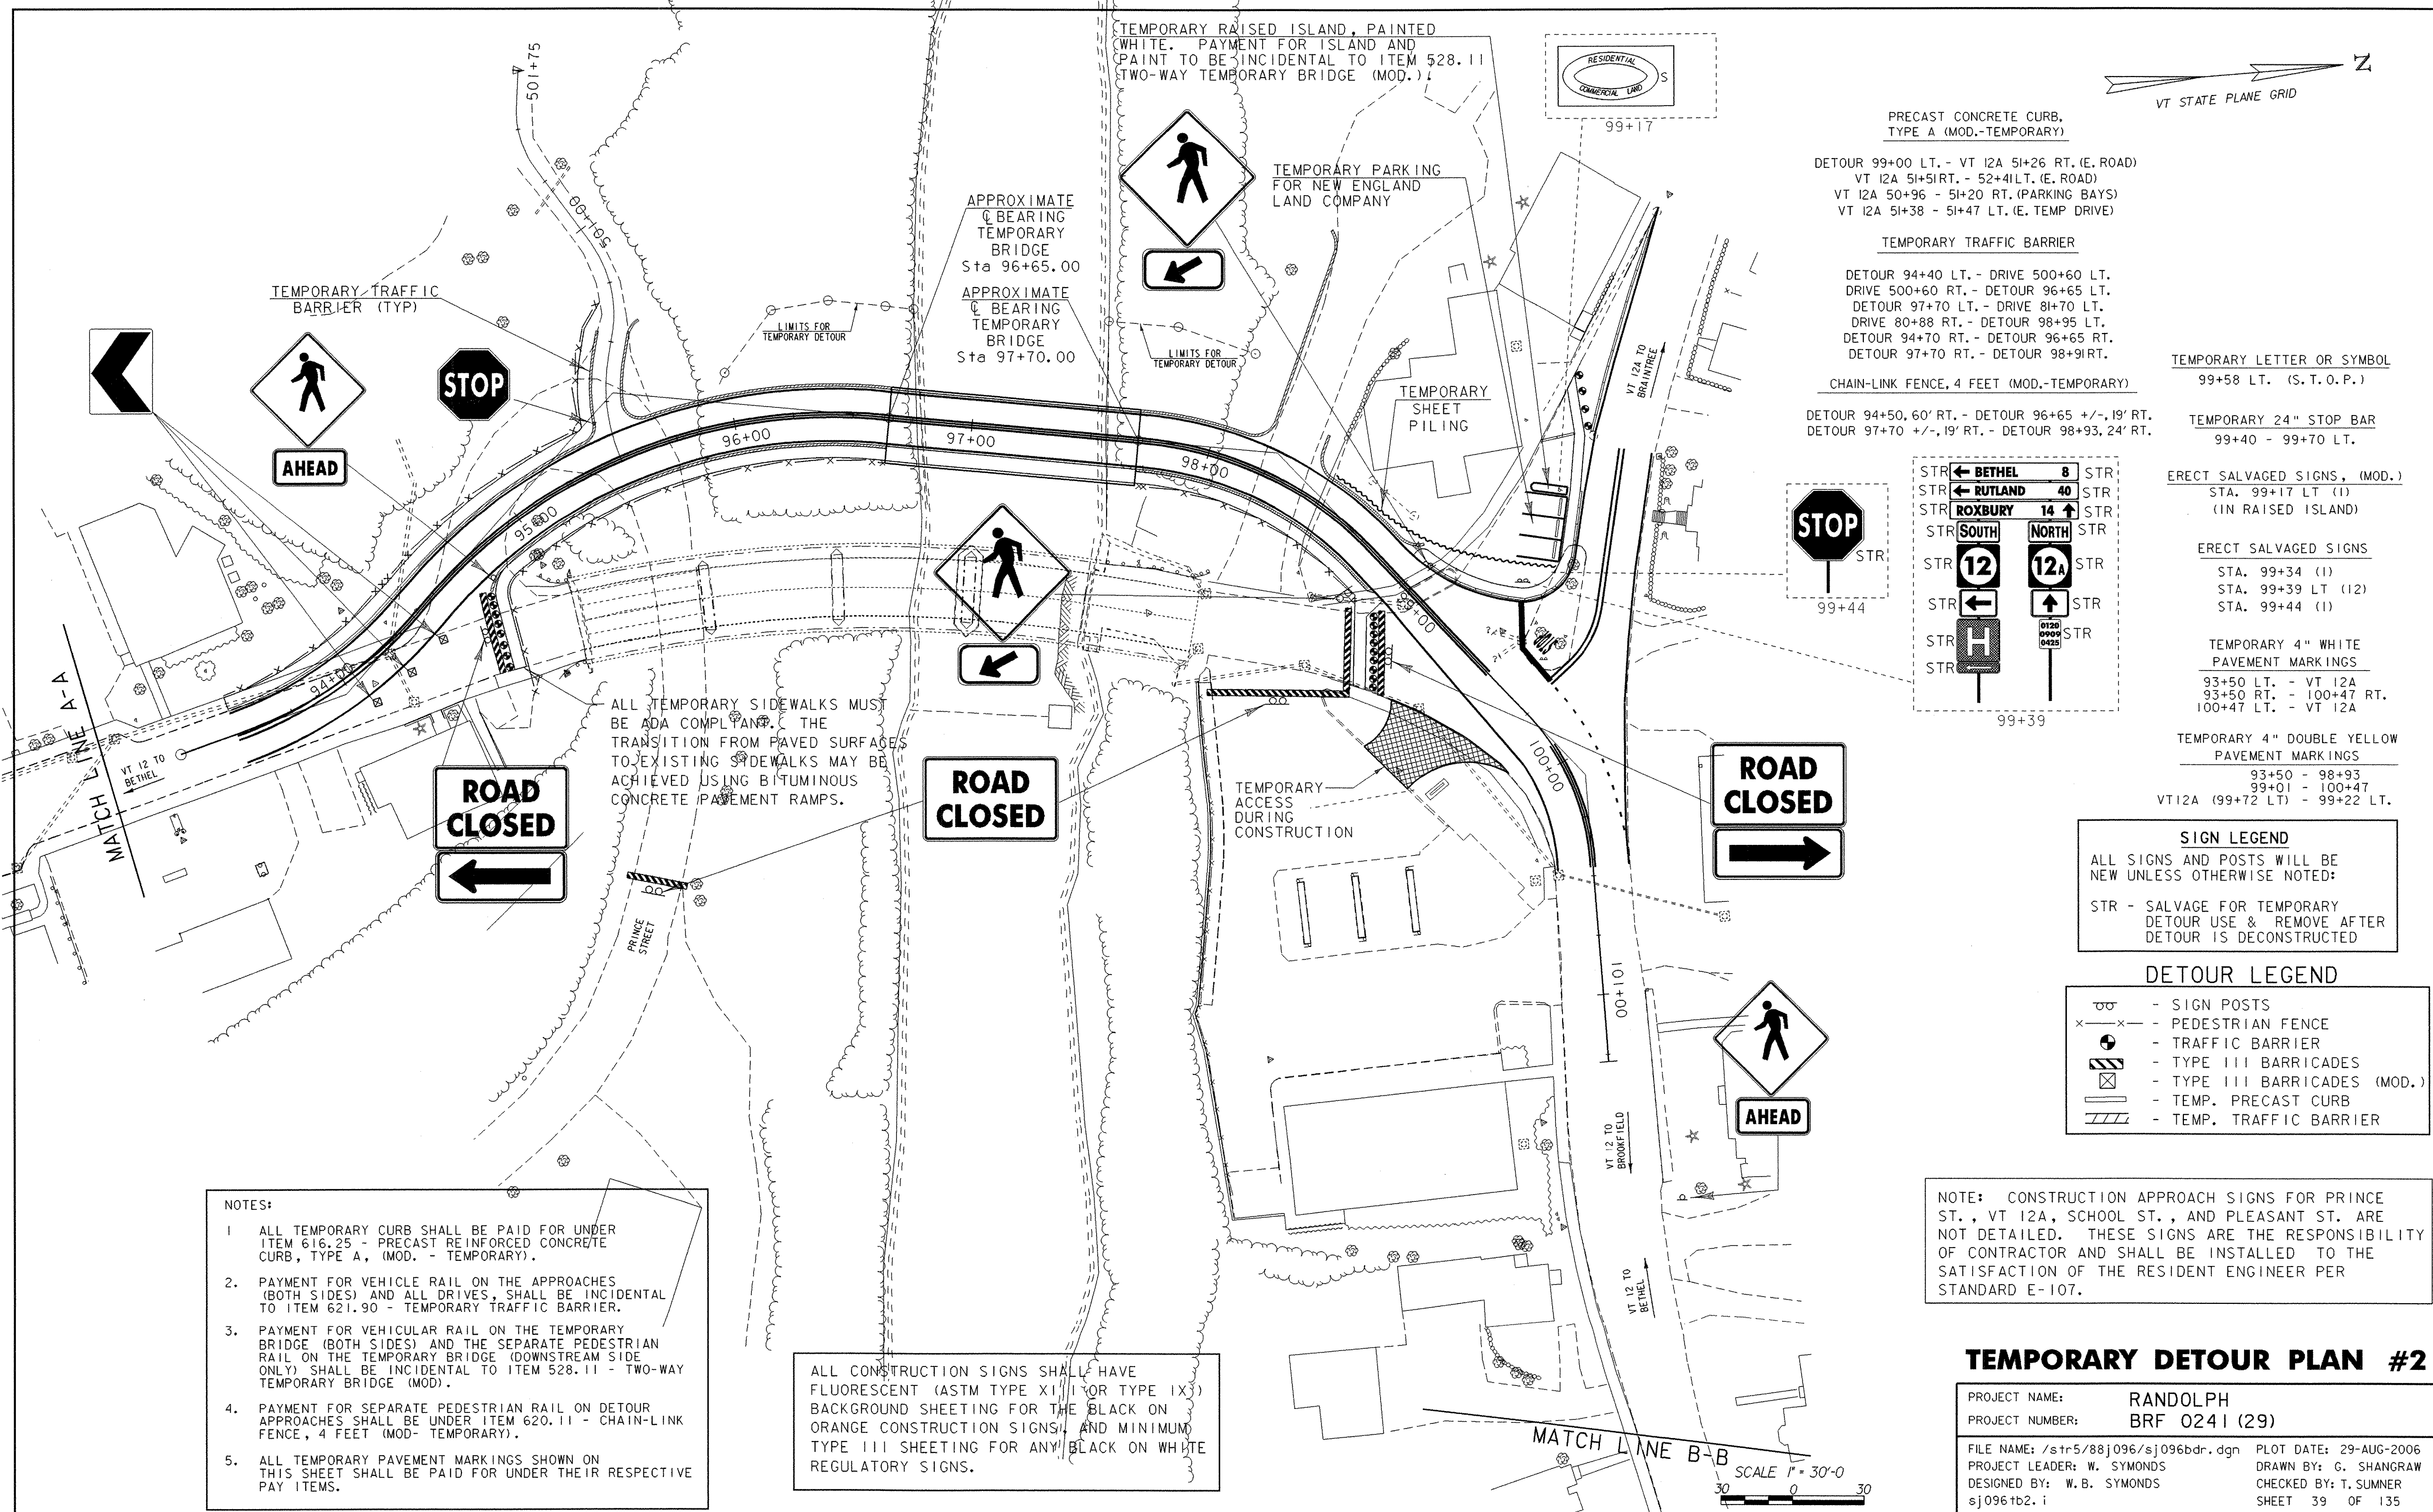 TEMPORARY RAISED ISLAND, PAINTED
WHITE. PAYMENT FOR ISLAND AND
PAINT TO BE INCIDENTAL TO ITEM 528.11
TWO-WAY TEMPORARY BRIDGE (MOD.).
RESIDENTIAL
COMMERCIAL LAND
S
99+17
Z
VT STATE PLANE GRID
501+75
501+00
TEMPORARY TRAFFIC
BARRIER (TYP)
AHEAD
STOP
LIMITS FOR
TEMPORARY DETOUR
APPROXIMATE
℄ BEARING
TEMPORARY
BRIDGE
Sta 96+65.00
APPROXIMATE
℄ BEARING
TEMPORARY
BRIDGE
Sta 97+70.00
LIMITS FOR
TEMPORARY DETOUR
TEMPORARY PARKING
FOR NEW ENGLAND
LAND COMPANY
TEMPORARY
SHEET
PILING
VT 12A TO
BRAINTREE
94+00
95+00
96+00
97+00
98+00
99+00
100+00
101+00
MATCH LINE A-A
VT 12 TO
BETHEL
ALL TEMPORARY SIDEWALKS MUST
BE ADA COMPLIANT. THE
TRANSITION FROM PAVED SURFACES
TO EXISTING SIDEWALKS MAY BE
ACHIEVED USING BITUMINOUS
CONCRETE PAVEMENT RAMPS.
ROAD
CLOSED
ROAD
CLOSED
ROAD
CLOSED
PRINCE
STREET
TEMPORARY
ACCESS
DURING
CONSTRUCTION
AHEAD
VT 12 TO
BROOKFIELD
VT 12 TO
BETHEL
MATCH LINE B-B
SCALE 1" = 30'-0
30 0 30
PRECAST CONCRETE CURB,
TYPE A (MOD.-TEMPORARY)
DETOUR 99+00 LT. - VT 12A 51+26 RT. (E. ROAD)
VT 12A 51+51 RT. - 52+41 LT. (E. ROAD)
VT 12A 50+96 - 51+20 RT. (PARKING BAYS)
VT 12A 51+38 - 51+47 LT. (E. TEMP DRIVE)
TEMPORARY TRAFFIC BARRIER
DETOUR 94+40 LT. - DRIVE 500+60 LT.
DRIVE 500+60 RT. - DETOUR 96+65 LT.
DETOUR 97+70 LT. - DRIVE 81+70 LT.
DRIVE 80+88 RT. - DETOUR 98+95 LT.
DETOUR 94+70 RT. - DETOUR 96+65 RT.
DETOUR 97+70 RT. - DETOUR 98+91 RT.
CHAIN-LINK FENCE, 4 FEET (MOD.-TEMPORARY)
DETOUR 94+50, 60' RT. - DETOUR 96+65 +/-, 19' RT.
DETOUR 97+70 +/-, 19' RT. - DETOUR 98+93, 24' RT.
STOP
STR
99+44
STR ← BETHEL 8 STR
STR ← RUTLAND 40 STR
STR ROXBURY 14 ↑ STR
STR SOUTH NORTH STR
STR 12 12A STR
STR ← ↑ STR
STR H 0120 0909 0425 STR
STR
99+39
TEMPORARY LETTER OR SYMBOL
99+58 LT. (S.T.O.P.)
TEMPORARY 24" STOP BAR
99+40 - 99+70 LT.
ERECT SALVAGED SIGNS, (MOD.)
STA. 99+17 LT (1)
(IN RAISED ISLAND)
ERECT SALVAGED SIGNS
STA. 99+34 (1)
STA. 99+39 LT (12)
STA. 99+44 (1)
TEMPORARY 4" WHITE
PAVEMENT MARKINGS
93+50 LT. - VT 12A
93+50 RT. - 100+47 RT.
100+47 LT. - VT 12A
TEMPORARY 4" DOUBLE YELLOW
PAVEMENT MARKINGS
93+50 - 98+93
99+01 - 100+47
VT12A (99+72 LT) - 99+22 LT.
SIGN LEGEND
ALL SIGNS AND POSTS WILL BE
NEW UNLESS OTHERWISE NOTED:
STR - SALVAGE FOR TEMPORARY
DETOUR USE & REMOVE AFTER
DETOUR IS DECONSTRUCTED
DETOUR LEGEND
- SIGN POSTS
- PEDESTRIAN FENCE
- TRAFFIC BARRIER
- TYPE III BARRICADES
- TYPE III BARRICADES (MOD.)
- TEMP. PRECAST CURB
- TEMP. TRAFFIC BARRIER
NOTE: CONSTRUCTION APPROACH SIGNS FOR PRINCE
ST., VT 12A, SCHOOL ST., AND PLEASANT ST. ARE
NOT DETAILED. THESE SIGNS ARE THE RESPONSIBILITY
OF CONTRACTOR AND SHALL BE INSTALLED TO THE
SATISFACTION OF THE RESIDENT ENGINEER PER
STANDARD E-107.
NOTES:
1 ALL TEMPORARY CURB SHALL BE PAID FOR UNDER
ITEM 616.25 - PRECAST REINFORCED CONCRETE
CURB, TYPE A, (MOD. - TEMPORARY).
2. PAYMENT FOR VEHICLE RAIL ON THE APPROACHES
(BOTH SIDES) AND ALL DRIVES, SHALL BE INCIDENTAL
TO ITEM 621.90 - TEMPORARY TRAFFIC BARRIER.
3. PAYMENT FOR VEHICULAR RAIL ON THE TEMPORARY
BRIDGE (BOTH SIDES) AND THE SEPARATE PEDESTRIAN
RAIL ON THE TEMPORARY BRIDGE (DOWNSTREAM SIDE
ONLY) SHALL BE INCIDENTAL TO ITEM 528.11 - TWO-WAY
TEMPORARY BRIDGE (MOD).
4. PAYMENT FOR SEPARATE PEDESTRIAN RAIL ON DETOUR
APPROACHES SHALL BE UNDER ITEM 620.11 - CHAIN-LINK
FENCE, 4 FEET (MOD- TEMPORARY).
5. ALL TEMPORARY PAVEMENT MARKINGS SHOWN ON
THIS SHEET SHALL BE PAID FOR UNDER THEIR RESPECTIVE
PAY ITEMS.
ALL CONSTRUCTION SIGNS SHALL HAVE
FLUORESCENT (ASTM TYPE XIII OR TYPE IX)
BACKGROUND SHEETING FOR THE BLACK ON
ORANGE CONSTRUCTION SIGNS, AND MINIMUM
TYPE III SHEETING FOR ANY BLACK ON WHITE
REGULATORY SIGNS.
TEMPORARY DETOUR PLAN #2
PROJECT NAME: RANDOLPH
PROJECT NUMBER: BRF 0241 (29)
FILE NAME: /str5/88j096/sj096bdr.dgn PLOT DATE: 29-AUG-2006
PROJECT LEADER: W. SYMONDS DRAWN BY: G. SHANGRAW
DESIGNED BY: W.B. SYMONDS CHECKED BY: T. SUMNER
sj096tb2.i SHEET 39 OF 135